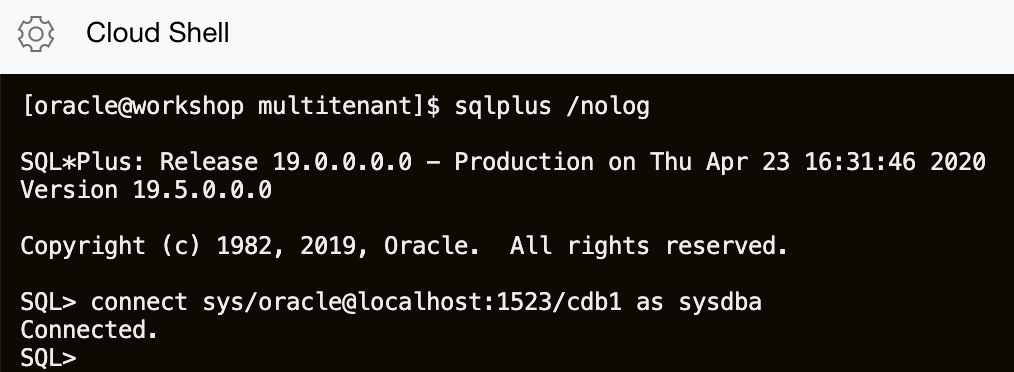 Cloud Shell
[oracle@workshop multitenant]$ sqlplus /nolog
SQL*Plus: Release 19.0.0.0.0 – Production on Thu Apr 23 16:31:46 2020
Version 19.5.0.0.0
Copyright (c) 1982, 2019, Oracle.  All rights reserved.
SQL> connect sys/oracle@localhost:1523/cdb1 as sysdba
Connected.
SQL>